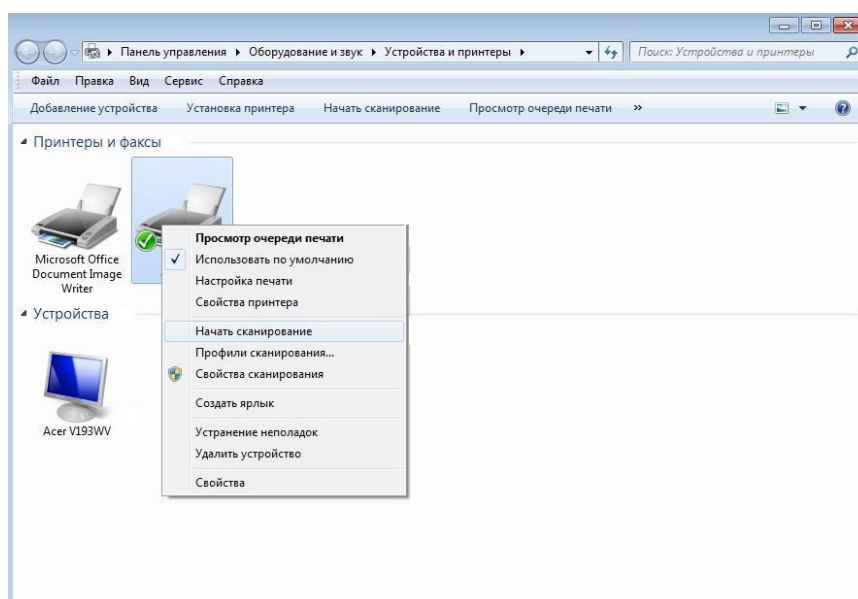 Панель управления ▸ Оборудование и звук ▸ Устройства и принтеры ▸
Поиск: Устройства и принтеры
Файл Правка Вид Сервис Справка
Добавление устройства Установка принтера Начать сканирование Просмотр очереди печати »
Принтеры и факсы
Microsoft Office
Document Image
Writer
Просмотр очереди печати
Использовать по умолчанию
Настройка печати
Свойства принтера
Начать сканирование
Профили сканирования...
Свойства сканирования
Создать ярлык
Устранение неполадок
Удалить устройство
Свойства
Устройства
Acer V193WV